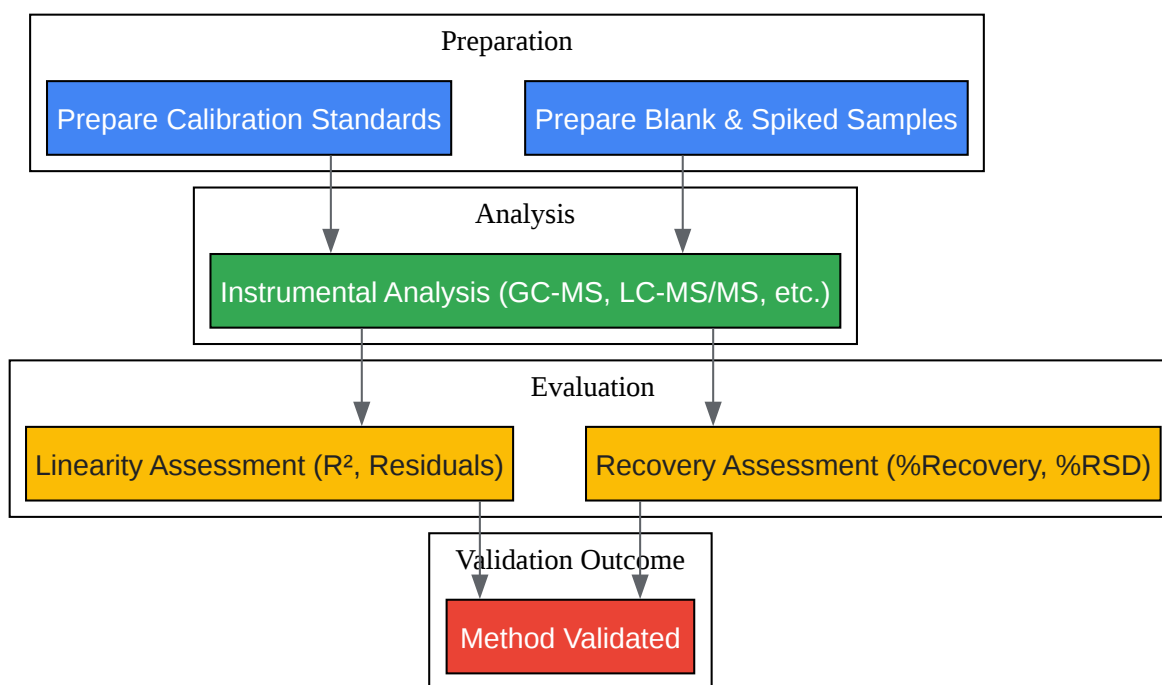 Preparation
Prepare Calibration Standards
Prepare Blank & Spiked Samples
Analysis
Instrumental Analysis (GC-MS, LC-MS/MS, etc.)
Evaluation
Linearity Assessment (R², Residuals)
Recovery Assessment (%Recovery, %RSD)
Validation Outcome
Method Validated